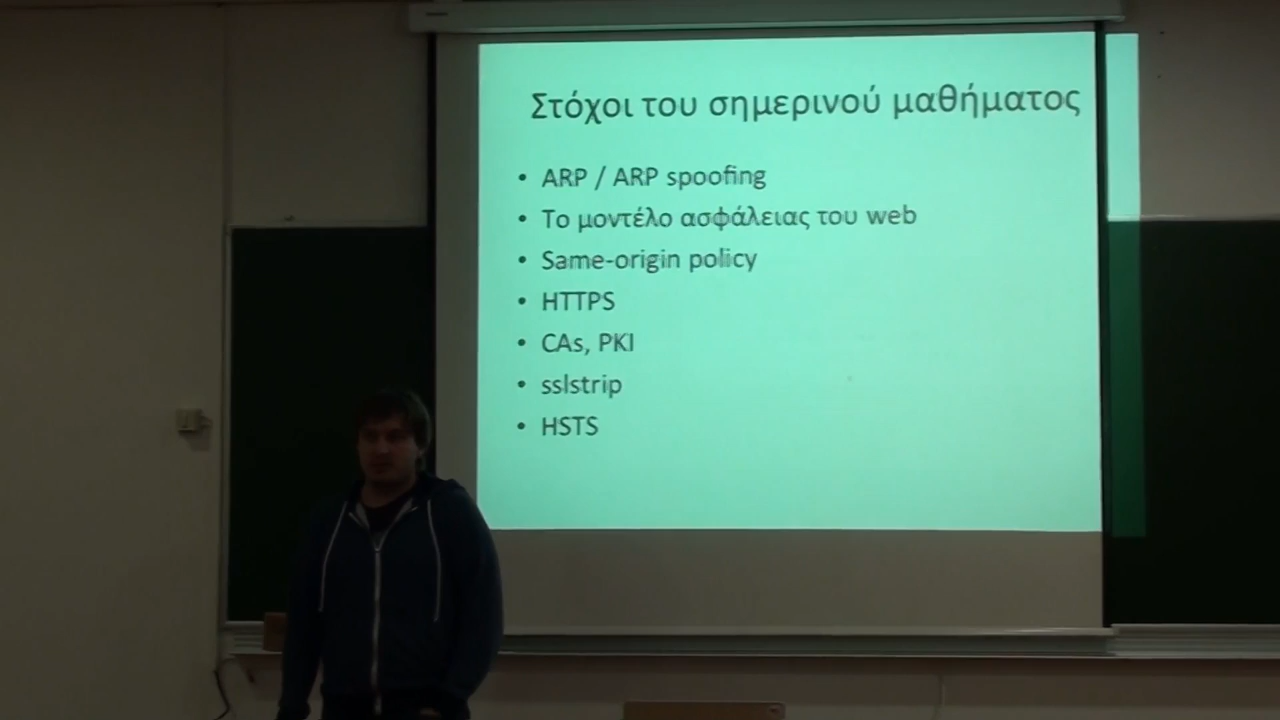 Στόχοι του σημερινού μαθήματος
• ARP / ARP spoofing
• Το μοντέλο ασφάλειας του web
• Same-origin policy
• HTTPS
• CAs, PKI
• sslstrip
• HSTS